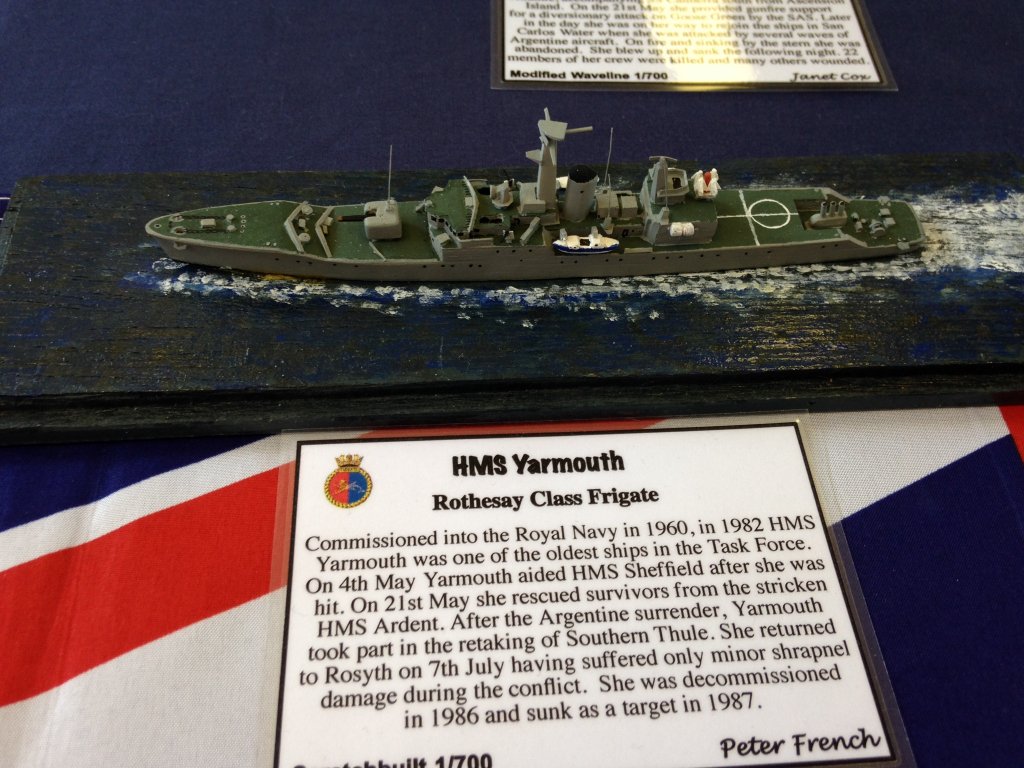 from Ascension
Island. On the 21st May she provided gunfire support
for a diversionary attack on Goose Green by the SAS. Later
in the day she was on her way to rejoin the ships in San
Carlos Water when she was attacked by several waves of
Argentine aircraft. On fire and sinking by the stern she was
abandoned. She blew up and sank the following night. 22
members of her crew were killed and many others wounded.
Modified Waveline 1/700
Janet Cox
HMS Yarmouth
Rothesay Class Frigate
Commissioned into the Royal Navy in 1960, in 1982 HMS
Yarmouth was one of the oldest ships in the Task Force.
On 4th May Yarmouth aided HMS Sheffield after she was
hit. On 21st May she rescued survivors from the stricken
HMS Ardent. After the Argentine surrender, Yarmouth
took part in the retaking of Southern Thule. She returned
to Rosyth on 7th July having suffered only minor shrapnel
damage during the conflict. She was decommissioned
in 1986 and sunk as a target in 1987.
Scratchbuilt 1/700
Peter French